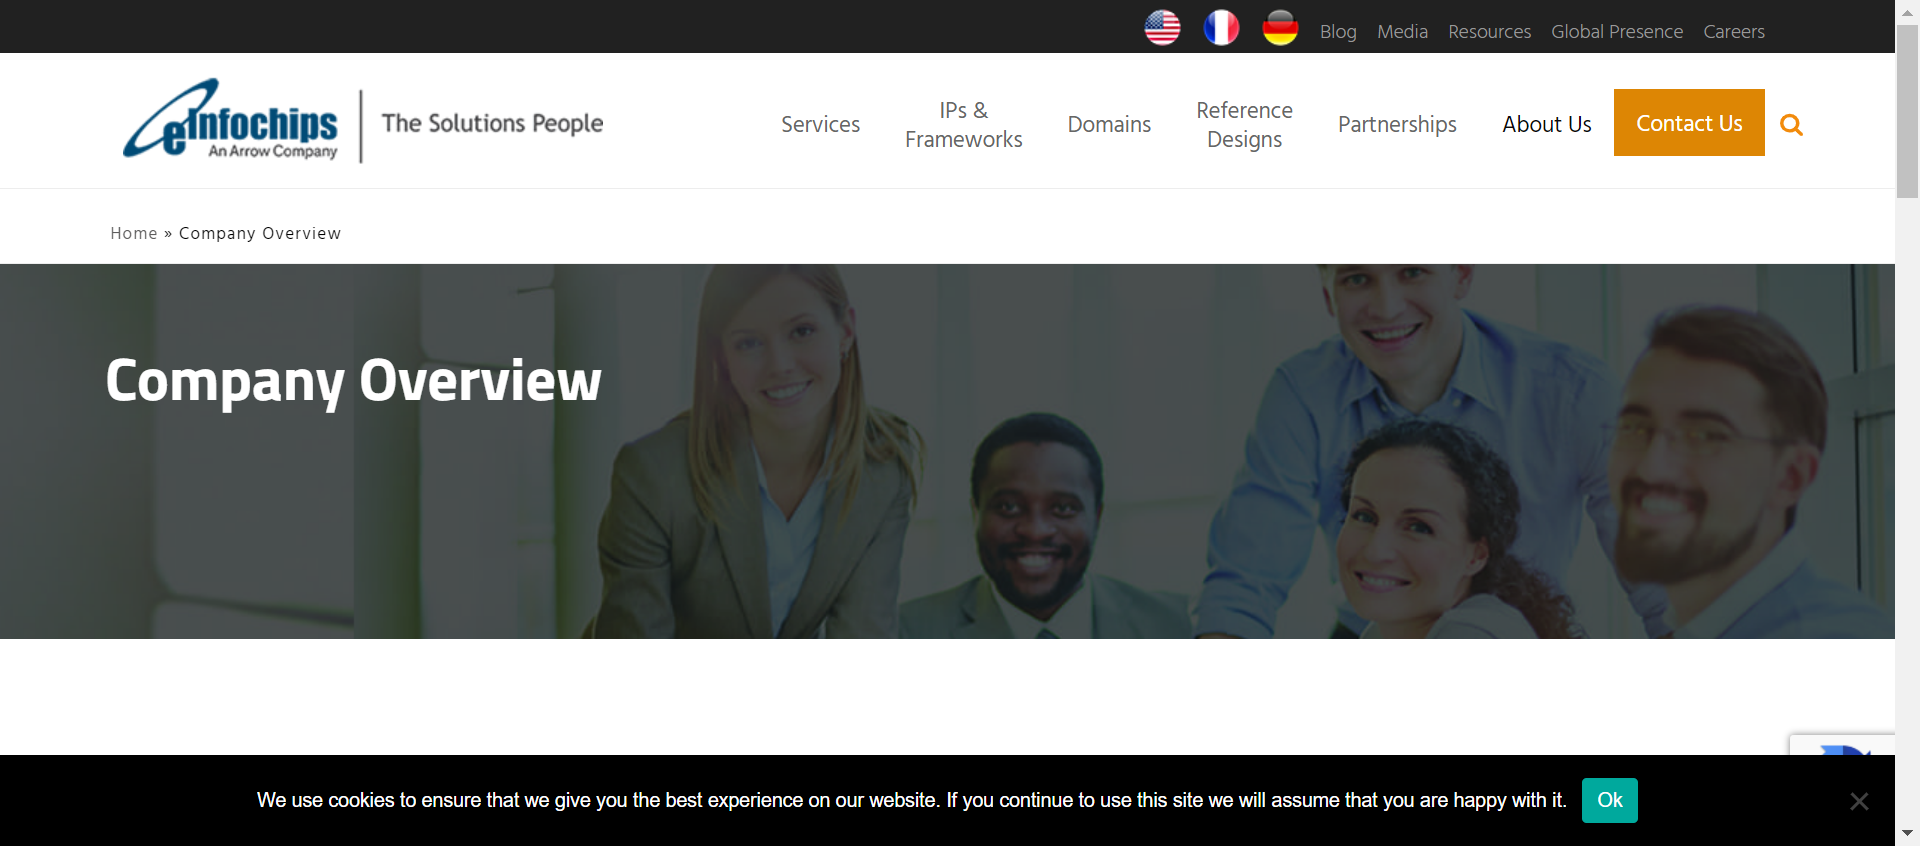 Blog Media Resources Global Presence Careers
eInfochips
An Arrow Company
The Solutions People
Services
IPs &
Frameworks
Domains
Reference
Designs
Partnerships
About Us
Contact Us
Home » Company Overview
Company Overview
We use cookies to ensure that we give you the best experience on our website. If you continue to use this site we will assume that you are happy with it.
Ok